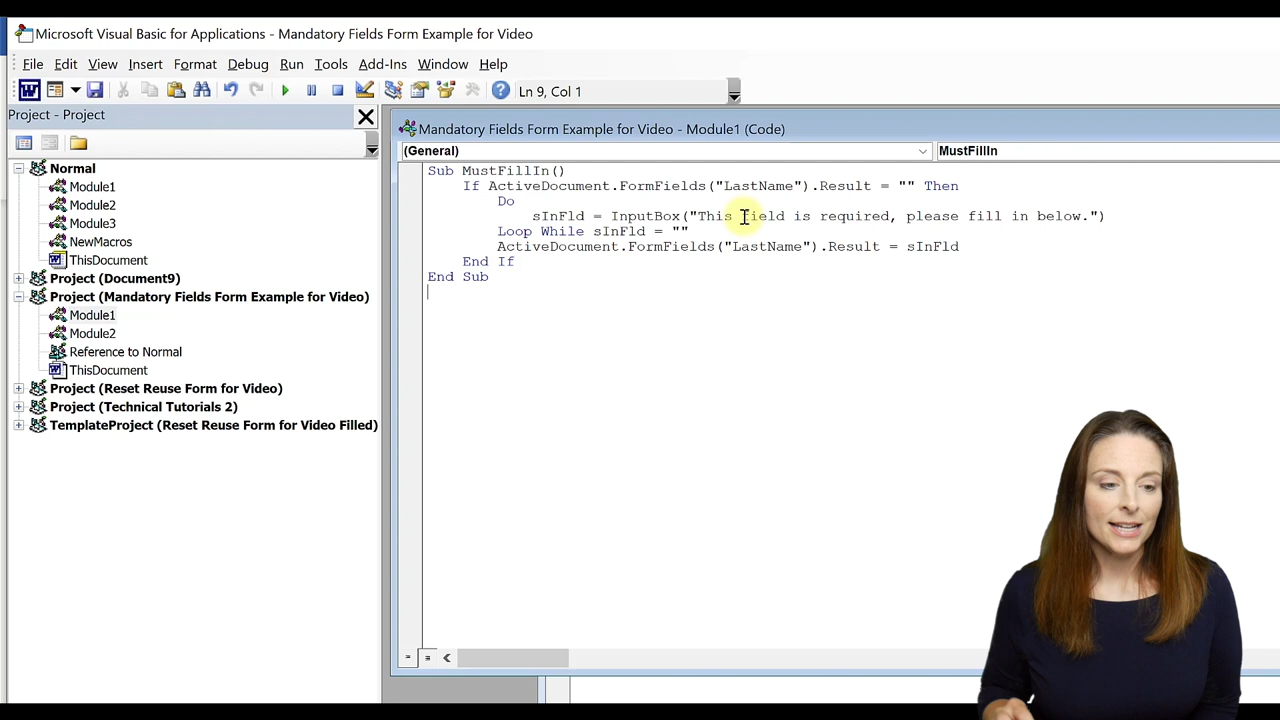 Microsoft Visual Basic for Applications - Mandatory Fields Form Example for Video
File Edit View Insert Format Debug Run Tools Add-Ins Window Help
Ln 9, Col 1
Project - Project
Normal
Module1
Module2
Module3
NewMacros
ThisDocument
Project (Document9)
Project (Mandatory Fields Form Example for Video)
Module1
Module2
Reference to Normal
ThisDocument
Project (Reset Reuse Form for Video)
Project (Technical Tutorials 2)
TemplateProject (Reset Reuse Form for Video Filled)
Mandatory Fields Form Example for Video - Module1 (Code)
(General) MustFillIn
Sub MustFillIn()
If ActiveDocument.FormFields("LastName").Result = "" Then
Do
sInFld = InputBox("This field is required, please fill in below.")
Loop While sInFld = ""
ActiveDocument.FormFields("LastName").Result = sInFld
End If
End Sub